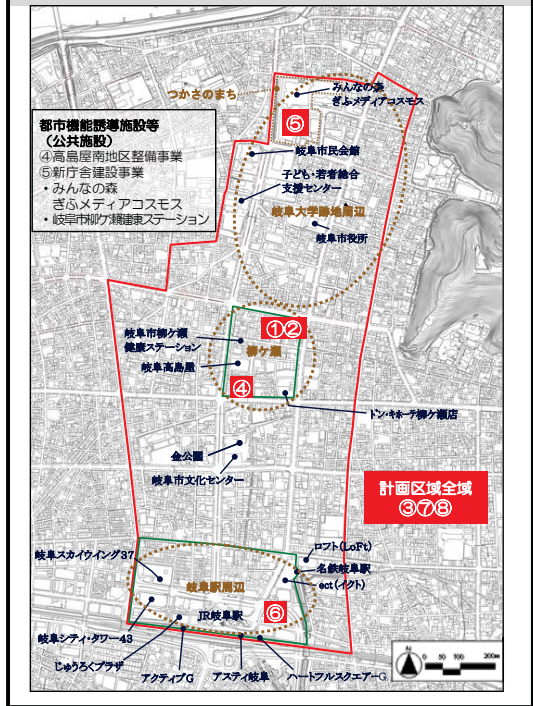 つかさのまち
みんなの森
ぎふメディアコスモス
⑤
都市機能誘導施設等
（公共施設）
④高島屋南地区整備事業
⑤新庁舎建設事業
・みんなの森
ぎふメディアコスモス
・岐阜市柳ケ瀬健康ステーション
岐阜市民会館
子ども・若者総合
支援センター
岐阜大学跡地周辺
岐阜市役所
①②
岐阜市柳ケ瀬
健康ステーション
柳ケ瀬
岐阜高島屋
④
ドン・キホーテ柳ケ瀬店
金公園
岐阜市文化センター
計画区域全域
③⑦⑧
ロフト（LoFt）
岐阜スカイウイング37
名鉄岐阜駅
岐阜駅周辺
ect（イクト）
⑥
JR岐阜駅
岐阜シティ・タワー43
じゅうろくプラザ
アクティブG
アスティ岐阜
ハートフルスクエアーG
N
0 50 100 200m